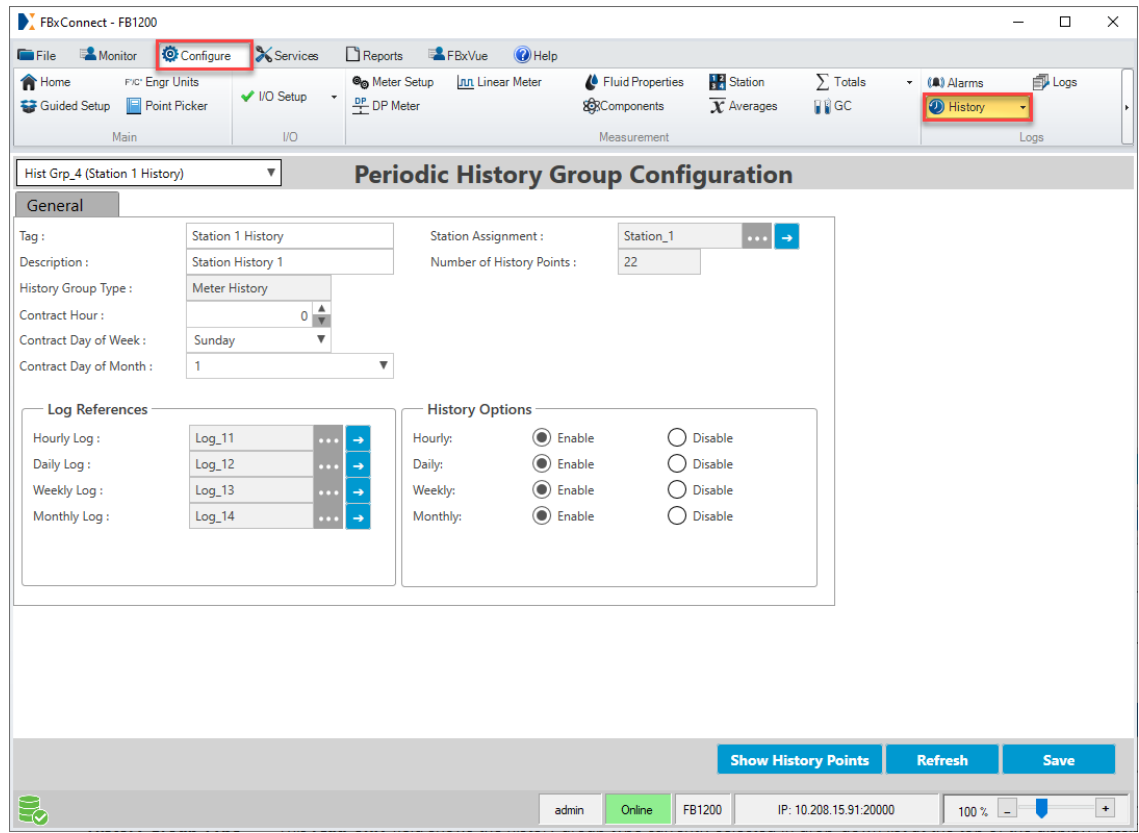 FBxConnect - FB1200
File Monitor Configure Services Reports FBxVue Help
Home F°/C° Engr Units I/O Setup Meter Setup Linear Meter Fluid Properties Station Totals Alarms Logs
Guided Setup Point Picker DP DP Meter Components Averages GC History
Main I/O Measurement Logs
Hist Grp_4 (Station 1 History) Periodic History Group Configuration
General
Tag : Station 1 History Station Assignment : Station_1 ...
Description : Station History 1 Number of History Points : 22
History Group Type : Meter History
Contract Hour : 0
Contract Day of Week : Sunday
Contract Day of Month : 1
Log References History Options
Hourly Log : Log_11 ... Hourly: Enable Disable
Daily Log : Log_12 ... Daily: Enable Disable
Weekly Log : Log_13 ... Weekly: Enable Disable
Monthly Log : Log_14 ... Monthly: Enable Disable
Show History Points Refresh Save
admin Online FB1200 IP: 10.208.15.91:20000 100 % - +